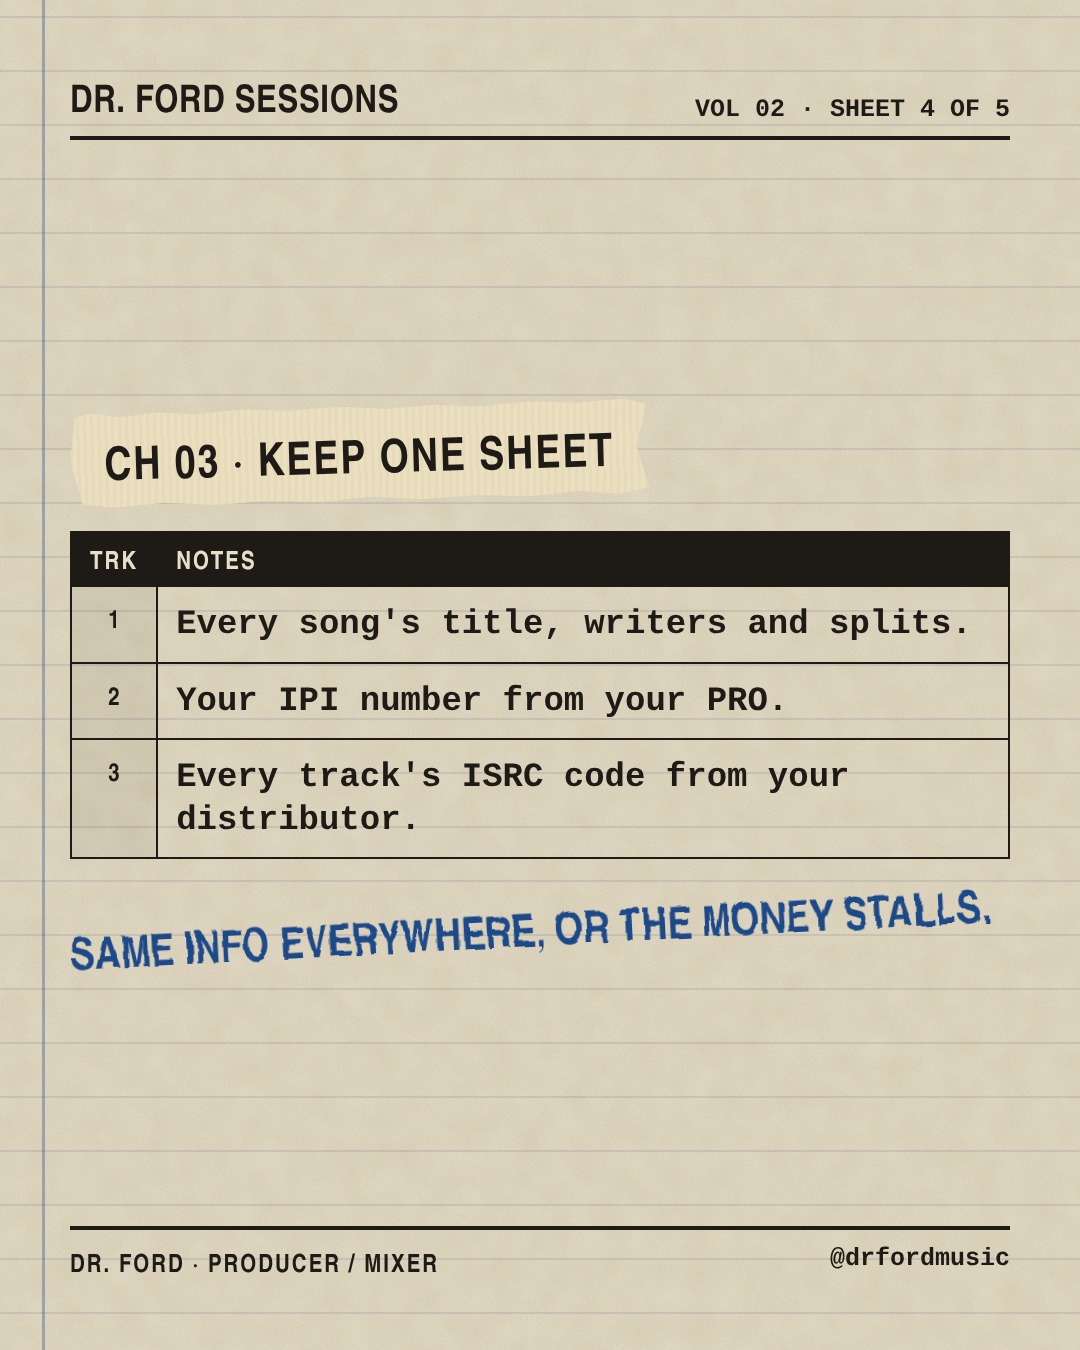 DR. FORD SESSIONS
VOL 02 · SHEET 4 OF 5
CH 03 · KEEP ONE SHEET
TRK NOTES
1 Every song's title, writers and splits.
2 Your IPI number from your PRO.
3 Every track's ISRC code from your
distributor.
SAME INFO EVERYWHERE, OR THE MONEY STALLS.
DR. FORD · PRODUCER / MIXER
@drfordmusic